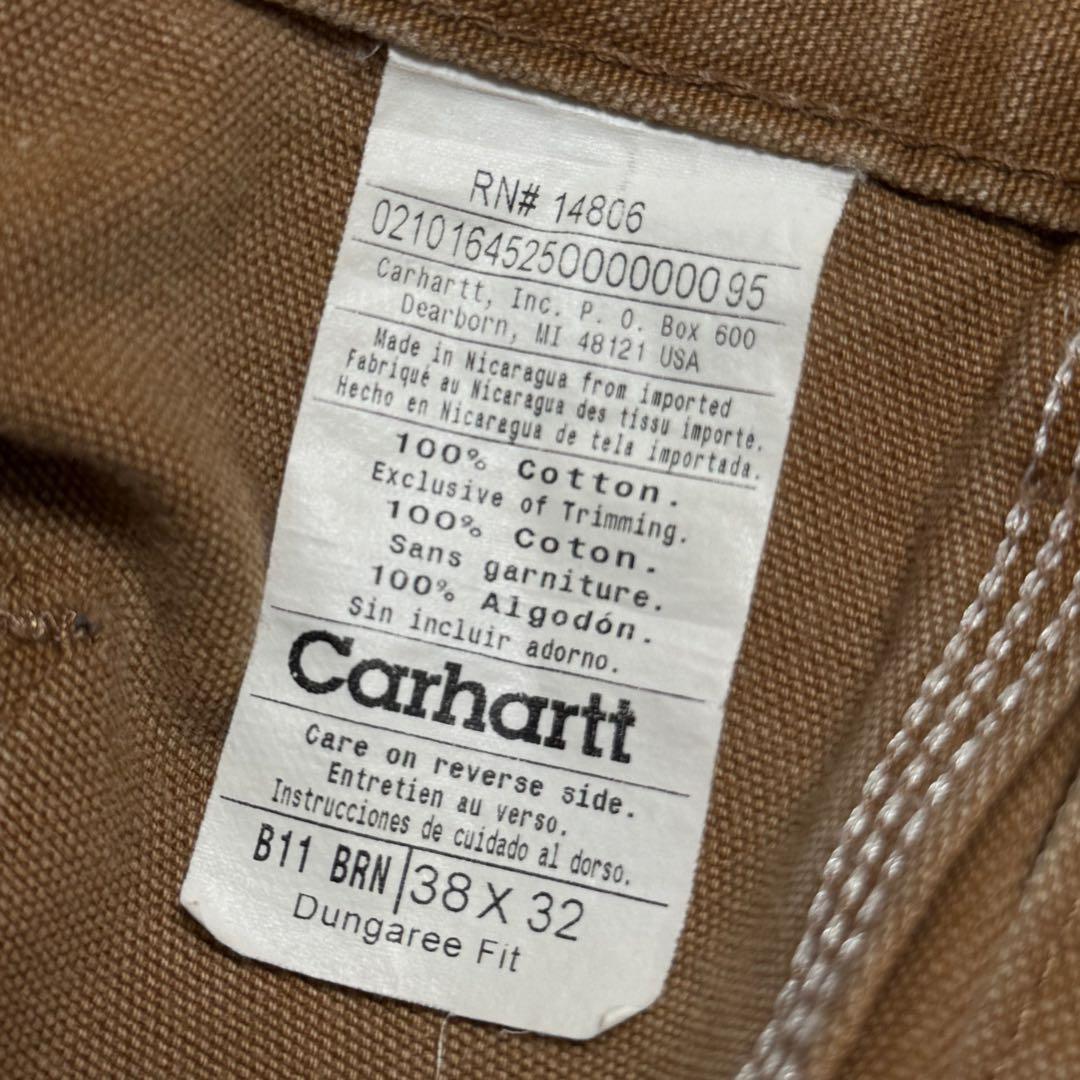 RN# 14806
0210164525000000095
Carhartt, Inc. P. O. Box 600
Dearborn, MI 48121 USA
Made in Nicaragua from imported
Fabriqué au Nicaragua des tissu importe.
Hecho en Nicaragua de tela importada.
100% Cotton.
Exclusive of Trimming.
100% Coton.
Sans garniture.
100% Algodón.
Sin incluir adorno.
Carhartt
Care on reverse side.
Entretien au verso.
Instrucciones de cuidado al dorso.
B11 BRN 38 X 32
Dungaree Fit